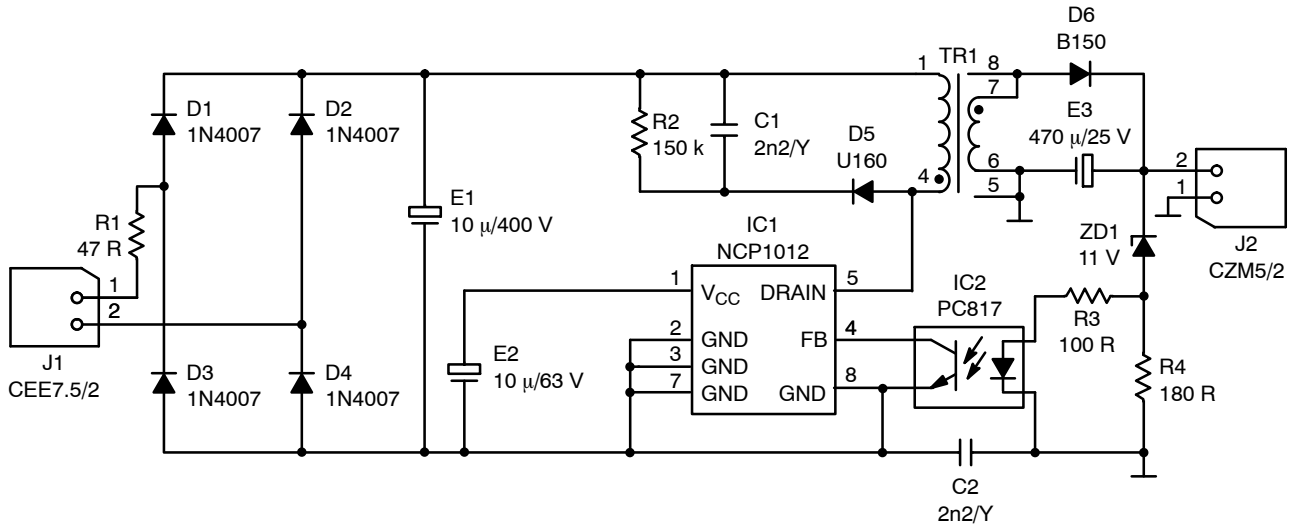 D6
B150
TR1
1
8
7
D1
1N4007
D2
1N4007
R2
150 k
C1
2n2/Y
D5
U160
E3
470 μ/25 V
4
6
5
2
1
R1
47 R
E1
10 μ/400 V
IC1
NCP1012
ZD1
11 V
J2
CZM5/2
1
2
J1
CEE7.5/2
1
VCC
DRAIN
5
IC2
PC817
R3
100 R
2
GND
FB
4
3
GND
7
GND
GND
8
E2
10 μ/63 V
D3
1N4007
D4
1N4007
R4
180 R
C2
2n2/Y